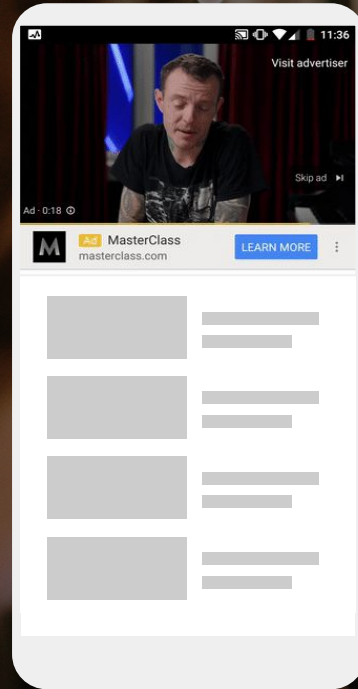 11:36
Visit advertiser
Skip ad
Ad · 0:18
M
Ad MasterClass
masterclass.com
LEARN MORE